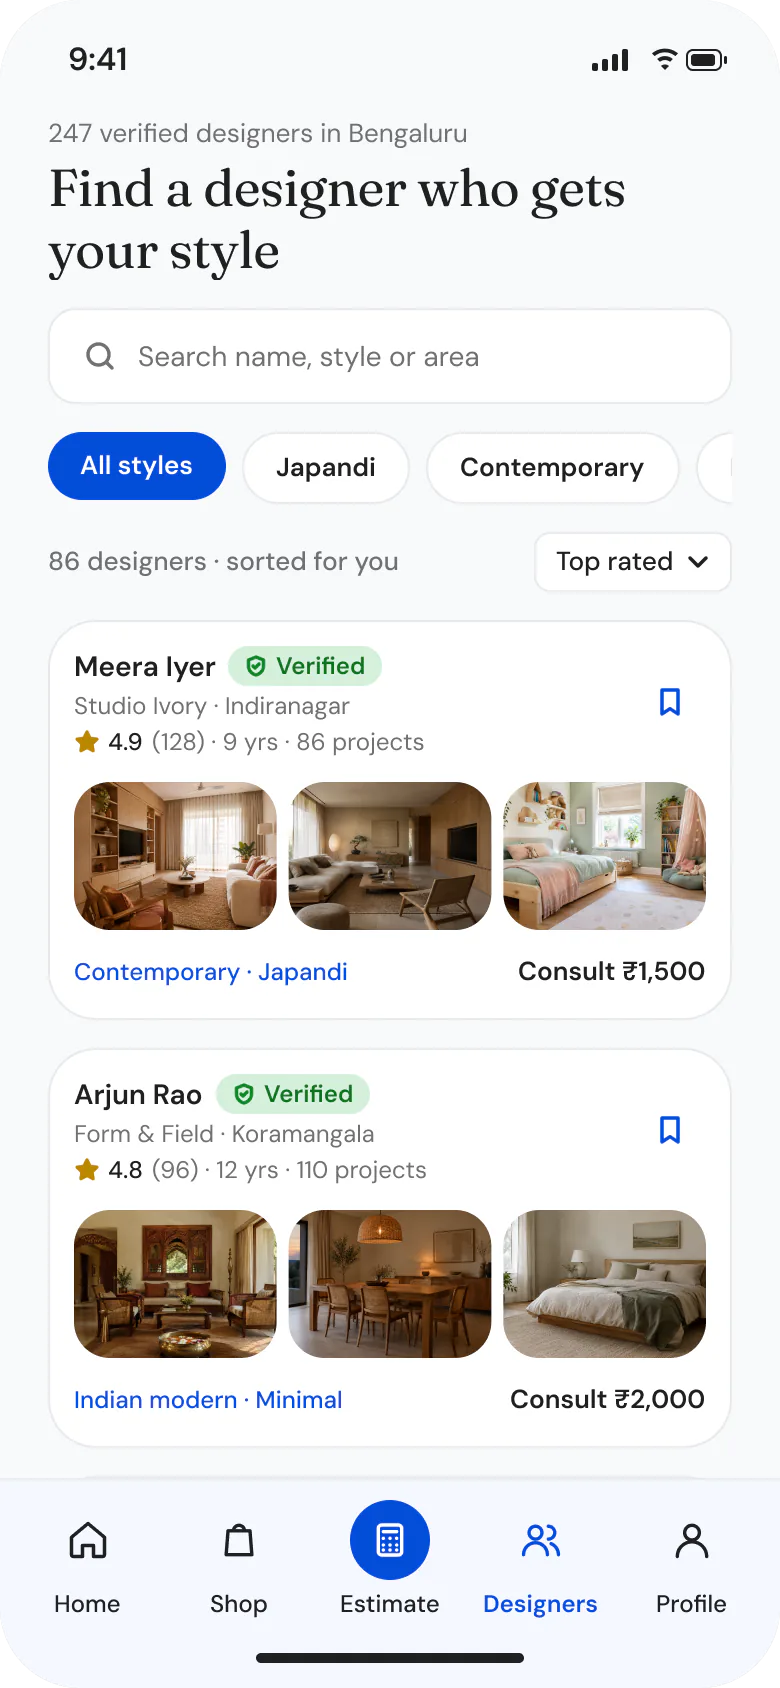 9:41
247 verified designers in Bengaluru
Find a designer who gets
your style
Search name, style or area
All styles
Japandi
Contemporary
86 designers · sorted for you
Top rated
Meera Iyer
Verified
Studio Ivory · Indiranagar
4.9 (128) · 9 yrs · 86 projects
Contemporary · Japandi
Consult ₹1,500
Arjun Rao
Verified
Form & Field · Koramangala
4.8 (96) · 12 yrs · 110 projects
Indian modern · Minimal
Consult ₹2,000
Home
Shop
Estimate
Designers
Profile